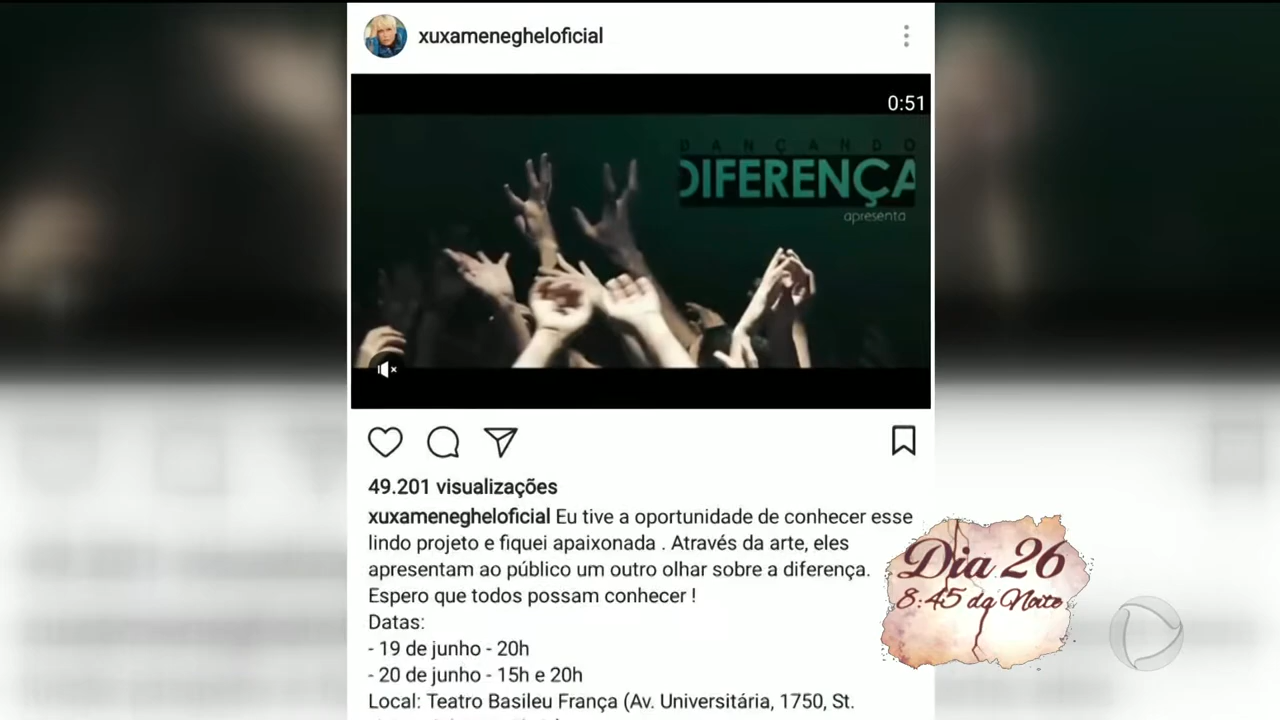 xuxamenegheloficial
0:51
DANÇANDO
DIFERENÇA
apresenta
49.201 visualizações
xuxamenegheloficial Eu tive a oportunidade de conhecer esse
lindo projeto e fiquei apaixonada . Através da arte, eles
apresentam ao público um outro olhar sobre a diferença.
Espero que todos possam conhecer !
Datas:
- 19 de junho - 20h
- 20 de junho - 15h e 20h
Local: Teatro Basileu França (Av. Universitária, 1750, St.
Dia 26
8:45 da Noite